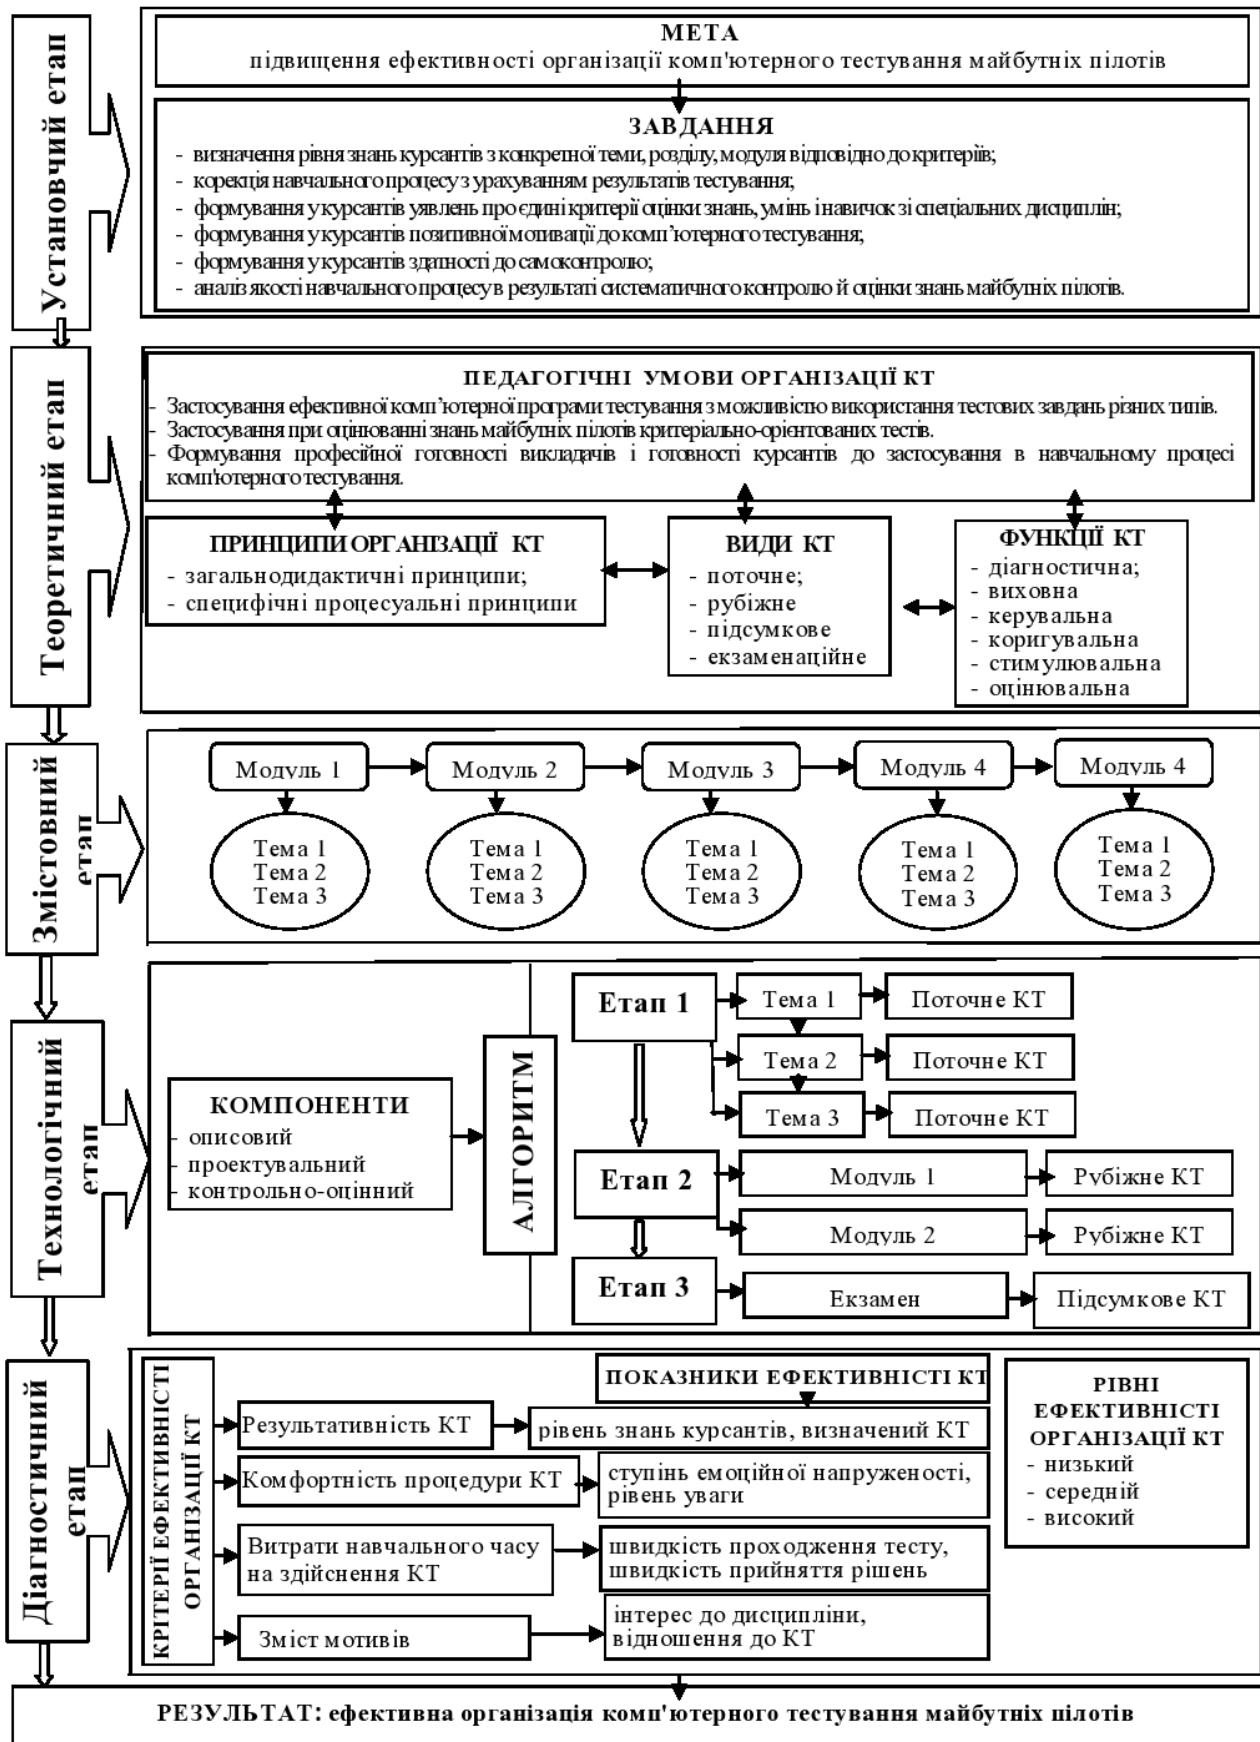 Установчий етап
МЕТА
підвищення ефективності організації комп'ютерного тестування майбутніх пілотів
ЗАВДАННЯ
- визначення рівня знань курсантів з конкретної теми, розділу, модуля відповідно до критеріїв;
- корекція навчального процесу з урахуванням результатів тестування;
- формування у курсантів уявлень про єдині критерії оцінки знань, умінь і навичок зі спеціальних дисциплін;
- формування у курсантів позитивної мотивації до комп'ютерного тестування;
- формування у курсантів здатності до самоконтролю;
- аналіз якості навчального процесу в результаті систематичного контролю й оцінки знань майбутніх пілотів.
Теоретичний етап
ПЕДАГОГІЧНІ УМОВИ ОРГАНІЗАЦІЇ КТ
- Застосування ефективної комп'ютерної програми тестування з можливістю використання тестових завдань різних типів.
- Застосування при оцінюванні знань майбутніх пілотів критеріально-орієнтованих тестів.
- Формування професійної готовності викладачів і готовності курсантів до застосування в навчальному процесі
комп'ютерного тестування.
ПРИНЦИПИ ОРГАНІЗАЦІЇ КТ
- загальнодидактичні принципи;
- специфічні процесуальні принципи
ВИДИ КТ
- поточне;
- рубіжне
- підсумкове
- екзаменаційне
ФУНКЦІЇ КТ
- діагностична;
- виховна
- керувальна
- коригувальна
- стимулювальна
- оцінювальна
Змістовний
етап
Модуль 1
Модуль 2
Модуль 3
Модуль 4
Модуль 4
Тема 1
Тема 2
Тема 3
Тема 1
Тема 2
Тема 3
Тема 1
Тема 2
Тема 3
Тема 1
Тема 2
Тема 3
Тема 1
Тема 2
Тема 3
Технологічний
етап
КОМПОНЕНТИ
- описовий
- проектувальний
- контрольно-оцінний
АЛГОРИТМ
Етап 1
Тема 1
Поточне КТ
Тема 2
Поточне КТ
Тема 3
Поточне КТ
Етап 2
Модуль 1
Рубіжне КТ
Модуль 2
Рубіжне КТ
Етап 3
Екзамен
Підсумкове КТ
Діагностичний
етап
КРІТЕРІЇ ЕФЕКТИВНІСТІ
ОРГАНІЗАЦІЇ КТ
ПОКАЗНИКИ ЕФЕКТИВНІСТІ КТ
Результативність КТ
рівень знань курсантів, визначений КТ
Комфортність процедури КТ
ступінь емоційної напруженості,
рівень уваги
Витрати навчального часу
на здійснення КТ
швидкість проходження тесту,
швидкість прийняття рішень
Зміст мотивів
інтерес до дисципліни,
відношення до КТ
РІВНІ
ЕФЕКТИВНІСТІ
ОРГАНІЗАЦІЇ КТ
- низький
- середній
- високий
РЕЗУЛЬТАТ: ефективна організація комп'ютерного тестування майбутніх пілотів